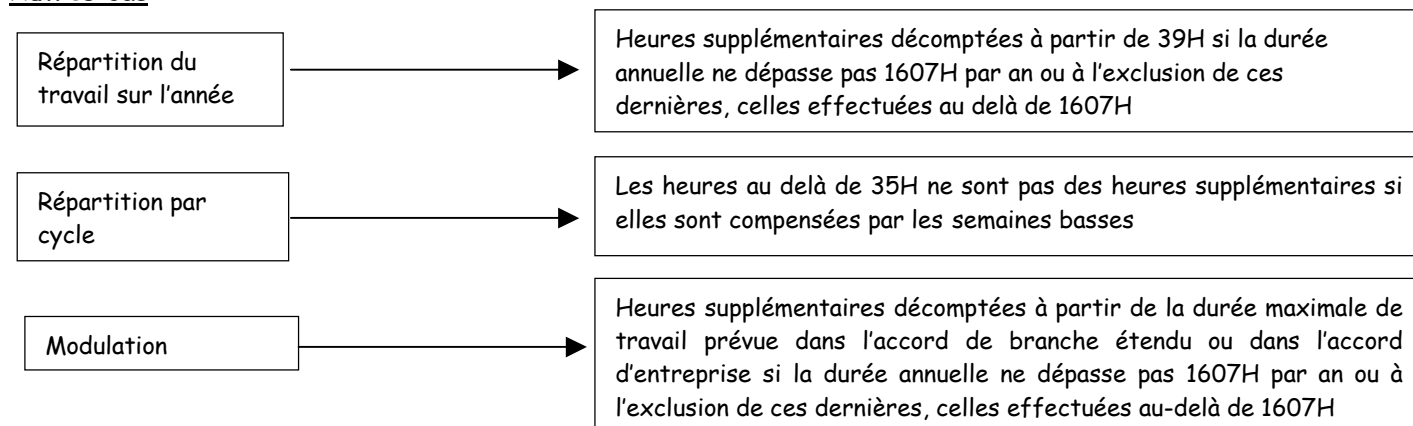 Répartition du
travail sur l'année
Heures supplémentaires décomptées à partir de 39H si la durée
annuelle ne dépasse pas 1607H par an ou à l'exclusion de ces
dernières, celles effectuées au delà de 1607H
Répartition par
cycle
Les heures au delà de 35H ne sont pas des heures supplémentaires si
elles sont compensées par les semaines basses
Modulation
Heures supplémentaires décomptées à partir de la durée maximale de
travail prévue dans l'accord de branche étendu ou dans l'accord
d'entreprise si la durée annuelle ne dépasse pas 1607H par an ou à
l'exclusion de ces dernières, celles effectuées au-delà de 1607H